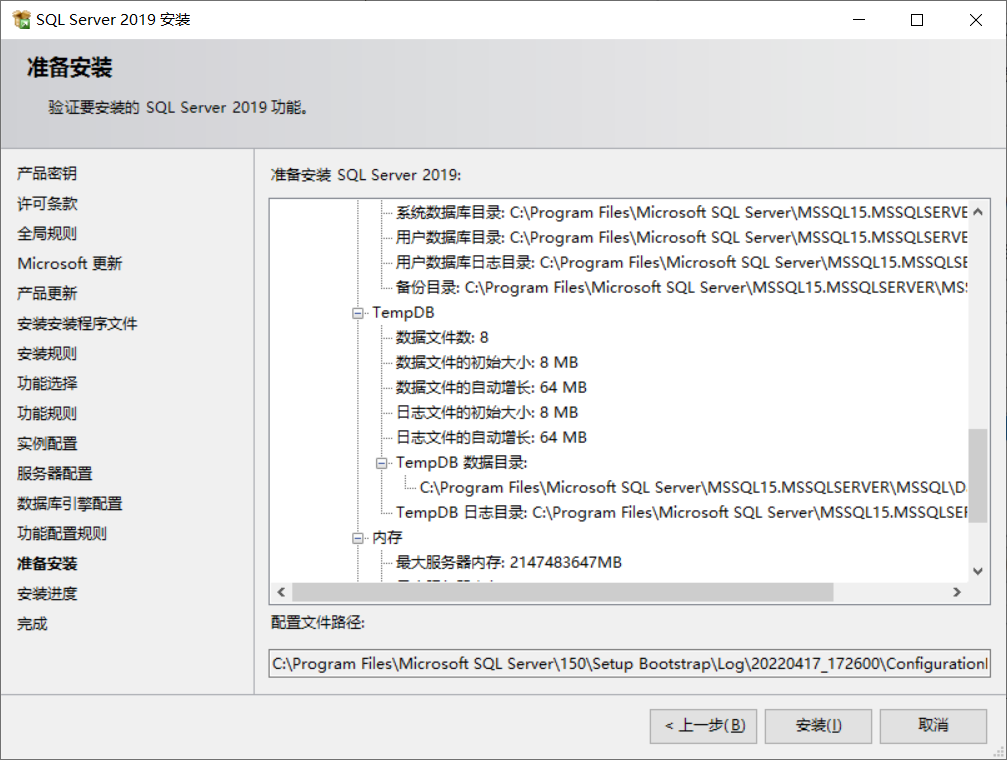 SQL Server 2019 安装
准备安装
验证要安装的 SQL Server 2019 功能。
产品密钥
许可条款
全局规则
Microsoft 更新
产品更新
安装安装程序文件
安装规则
功能选择
功能规则
实例配置
服务器配置
数据库引擎配置
功能配置规则
准备安装
安装进度
完成
准备安装 SQL Server 2019:
系统数据库目录: C:\Program Files\Microsoft SQL Server\MSSQL15.MSSQLSERVE
用户数据库目录: C:\Program Files\Microsoft SQL Server\MSSQL15.MSSQLSERVE
用户数据库日志目录: C:\Program Files\Microsoft SQL Server\MSSQL15.MSSQLSE
备份目录: C:\Program Files\Microsoft SQL Server\MSSQL15.MSSQLSERVER\MS
TempDB
数据文件数: 8
数据文件的初始大小: 8 MB
数据文件的自动增长: 64 MB
日志文件的初始大小: 8 MB
日志文件的自动增长: 64 MB
TempDB 数据目录:
C:\Program Files\Microsoft SQL Server\MSSQL15.MSSQLSERVER\MSSQL\D
TempDB 日志目录: C:\Program Files\Microsoft SQL Server\MSSQL15.MSSQLSE
内存
最大服务器内存: 2147483647MB
配置文件路径:
C:\Program Files\Microsoft SQL Server\150\Setup Bootstrap\Log\20220417_172600\Configuration
< 上一步(B)
安装(I)
取消